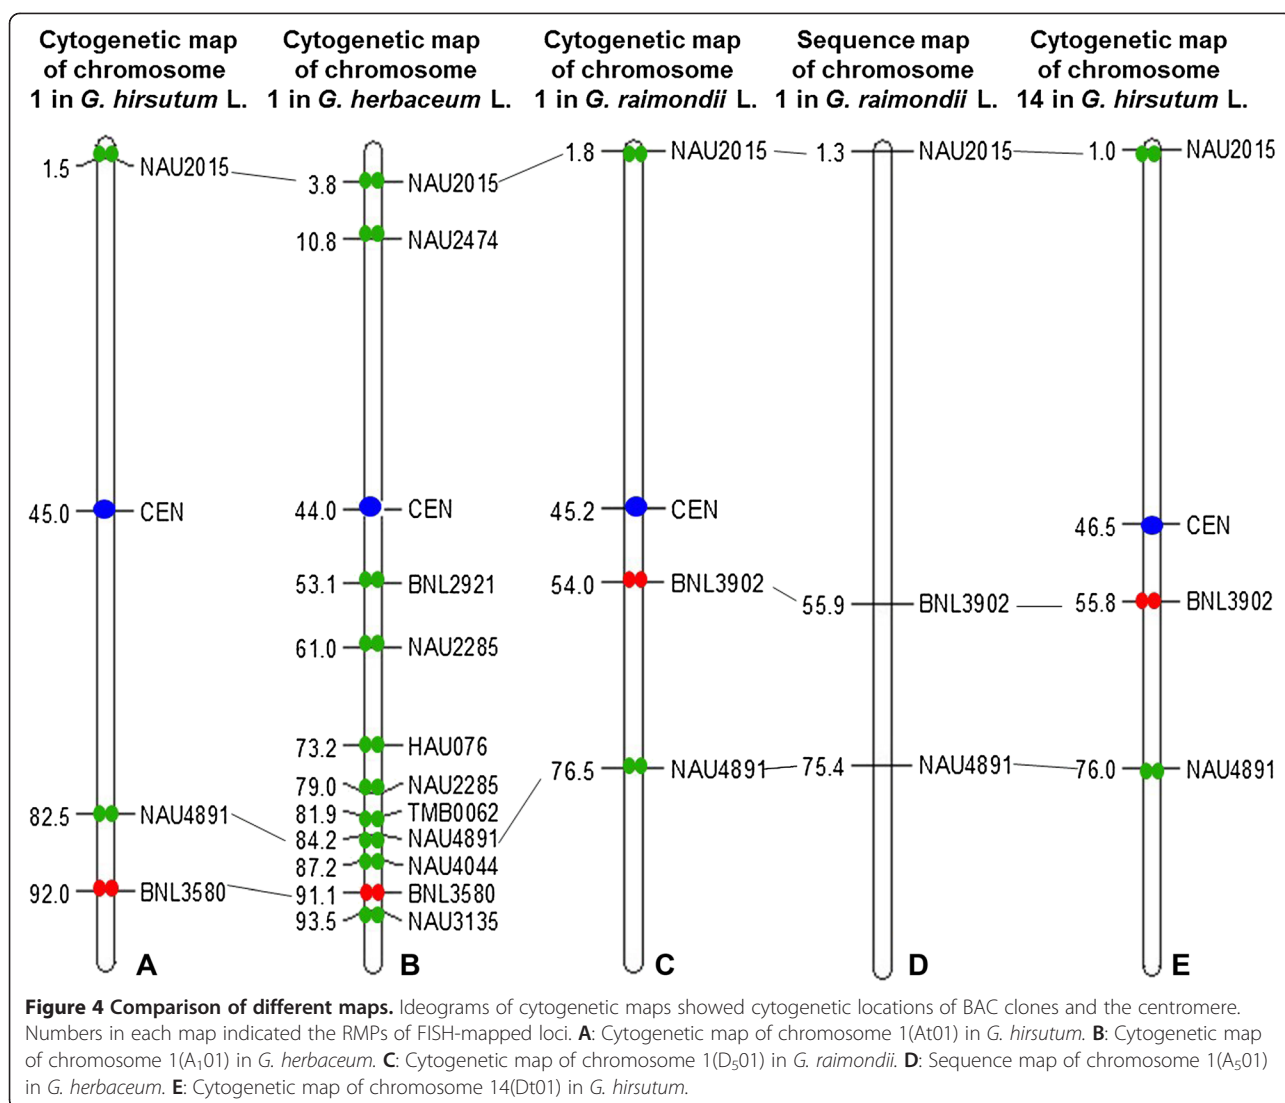 Cytogenetic map
of chromosome
1 in G. hirsutum L.
Cytogenetic map
of chromosome
1 in G. herbaceum L.
Cytogenetic map
of chromosome
1 in G. raimondii L.
Sequence map
of chromosome
1 in G. raimondii L.
Cytogenetic map
of chromosome
14 in G. hirsutum L.
1.5 NAU2015
45.0 CEN
82.5 NAU4891
92.0 BNL3580
A
3.8 NAU2015
10.8 NAU2474
44.0 CEN
53.1 BNL2921
61.0 NAU2285
73.2 HAU076
79.0 NAU2285
81.9 TMB0062
84.2 NAU4891
87.2 NAU4044
91.1 BNL3580
93.5 NAU3135
B
1.8 NAU2015
45.2 CEN
54.0 BNL3902
76.5 NAU4891
C
1.3 NAU2015
55.9 BNL3902
75.4 NAU4891
D
1.0 NAU2015
46.5 CEN
55.8 BNL3902
76.0 NAU4891
E
Figure 4 Comparison of different maps. Ideograms of cytogenetic maps showed cytogenetic locations of BAC clones and the centromere.
Numbers in each map indicated the RMPs of FISH-mapped loci. A: Cytogenetic map of chromosome 1(At01) in G. hirsutum. B: Cytogenetic map
of chromosome 1(A₁01) in G. herbaceum. C: Cytogenetic map of chromosome 1(D₅01) in G. raimondii. D: Sequence map of chromosome 1(A₅01)
in G. herbaceum. E: Cytogenetic map of chromosome 14(Dt01) in G. hirsutum.